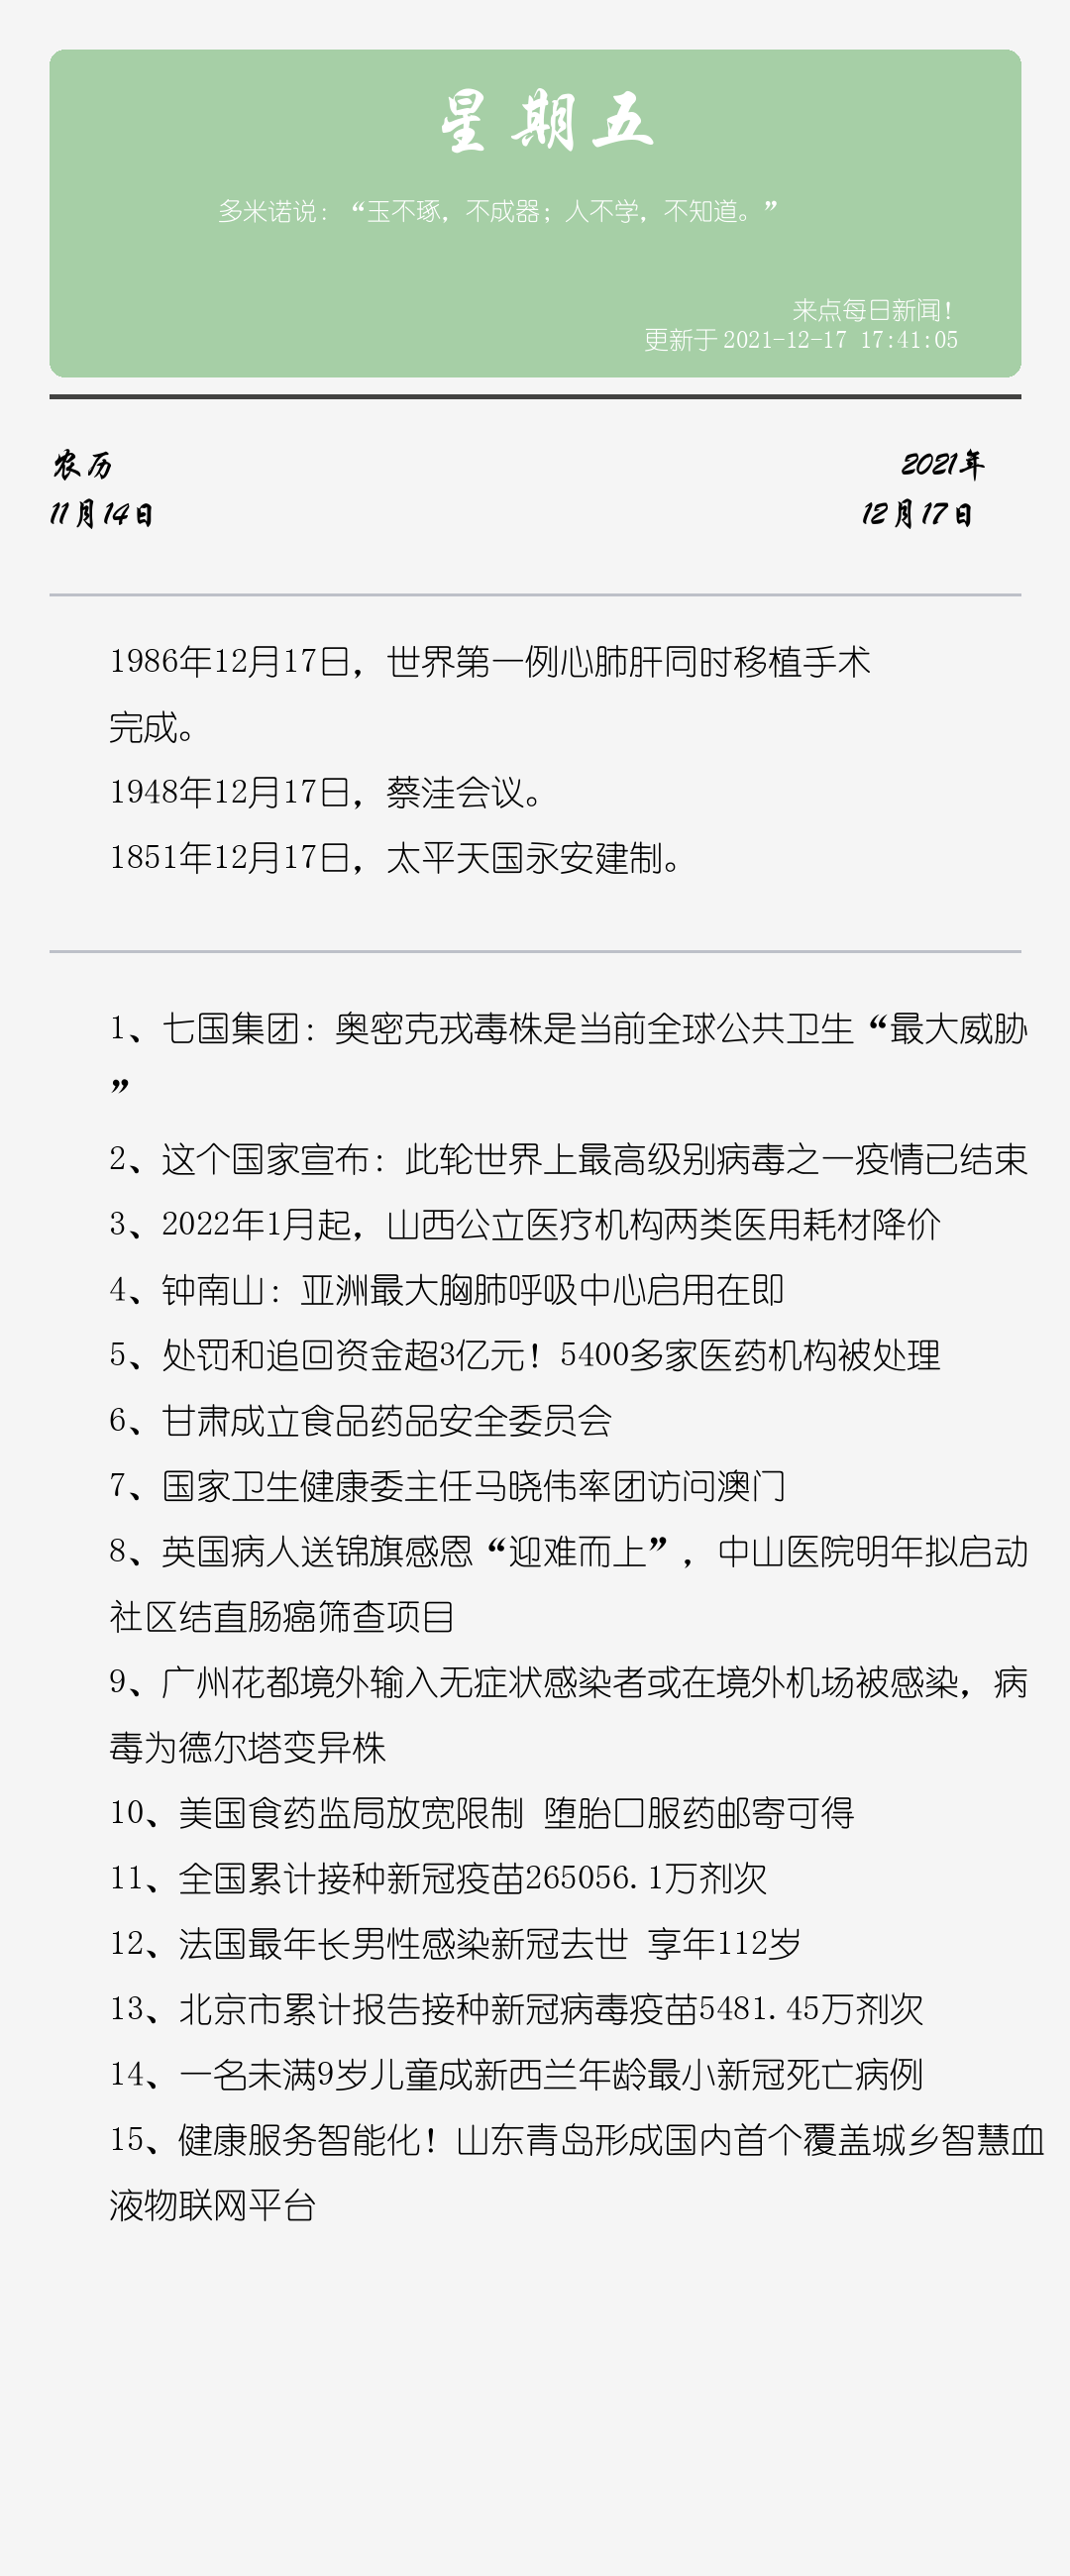 星期五
多米诺说：“玉不琢，不成器；人不学，不知道。”
来点每日新闻！
更新于 2021-12-17 17:41:05
农历
2021年
11月14日
12月17日
1986年12月17日，世界第一例心肺肝同时移植手术
完成。
1948年12月17日，蔡洼会议。
1851年12月17日，太平天国永安建制。
1、七国集团：奥密克戎毒株是当前全球公共卫生“最大威胁
”
2、这个国家宣布：此轮世界上最高级别病毒之一疫情已结束
3、2022年1月起，山西公立医疗机构两类医用耗材降价
4、钟南山：亚洲最大胸肺呼吸中心启用在即
5、处罚和追回资金超3亿元！5400多家医药机构被处理
6、甘肃成立食品药品安全委员会
7、国家卫生健康委主任马晓伟率团访问澳门
8、英国病人送锦旗感恩“迎难而上”，中山医院明年拟启动
社区结直肠癌筛查项目
9、广州花都境外输入无症状感染者或在境外机场被感染，病
毒为德尔塔变异株
10、美国食药监局放宽限制 堕胎口服药邮寄可得
11、全国累计接种新冠疫苗265056.1万剂次
12、法国最年长男性感染新冠去世 享年112岁
13、北京市累计报告接种新冠病毒疫苗5481.45万剂次
14、一名未满9岁儿童成新西兰年龄最小新冠死亡病例
15、健康服务智能化！山东青岛形成国内首个覆盖城乡智慧血
液物联网平台